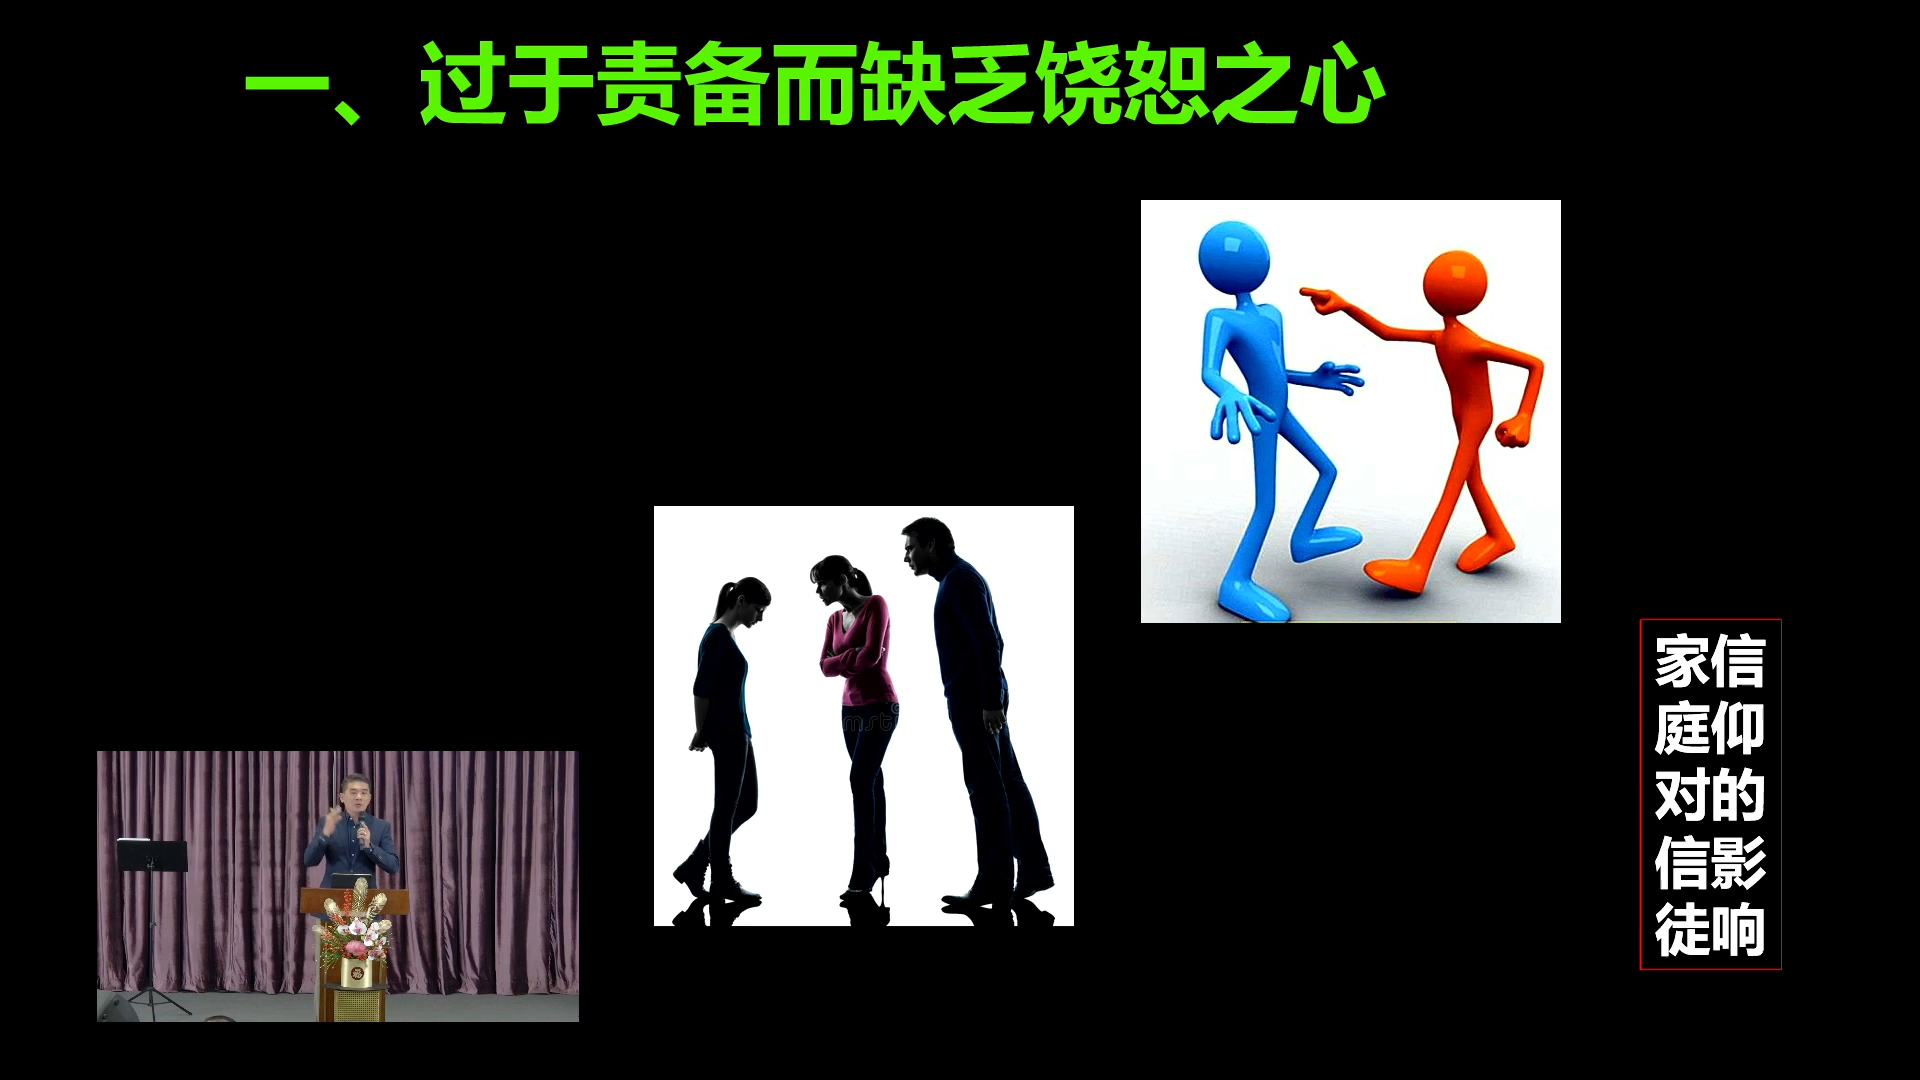 一、过于责备而缺乏饶恕之心
家庭对信徒
信仰的影响